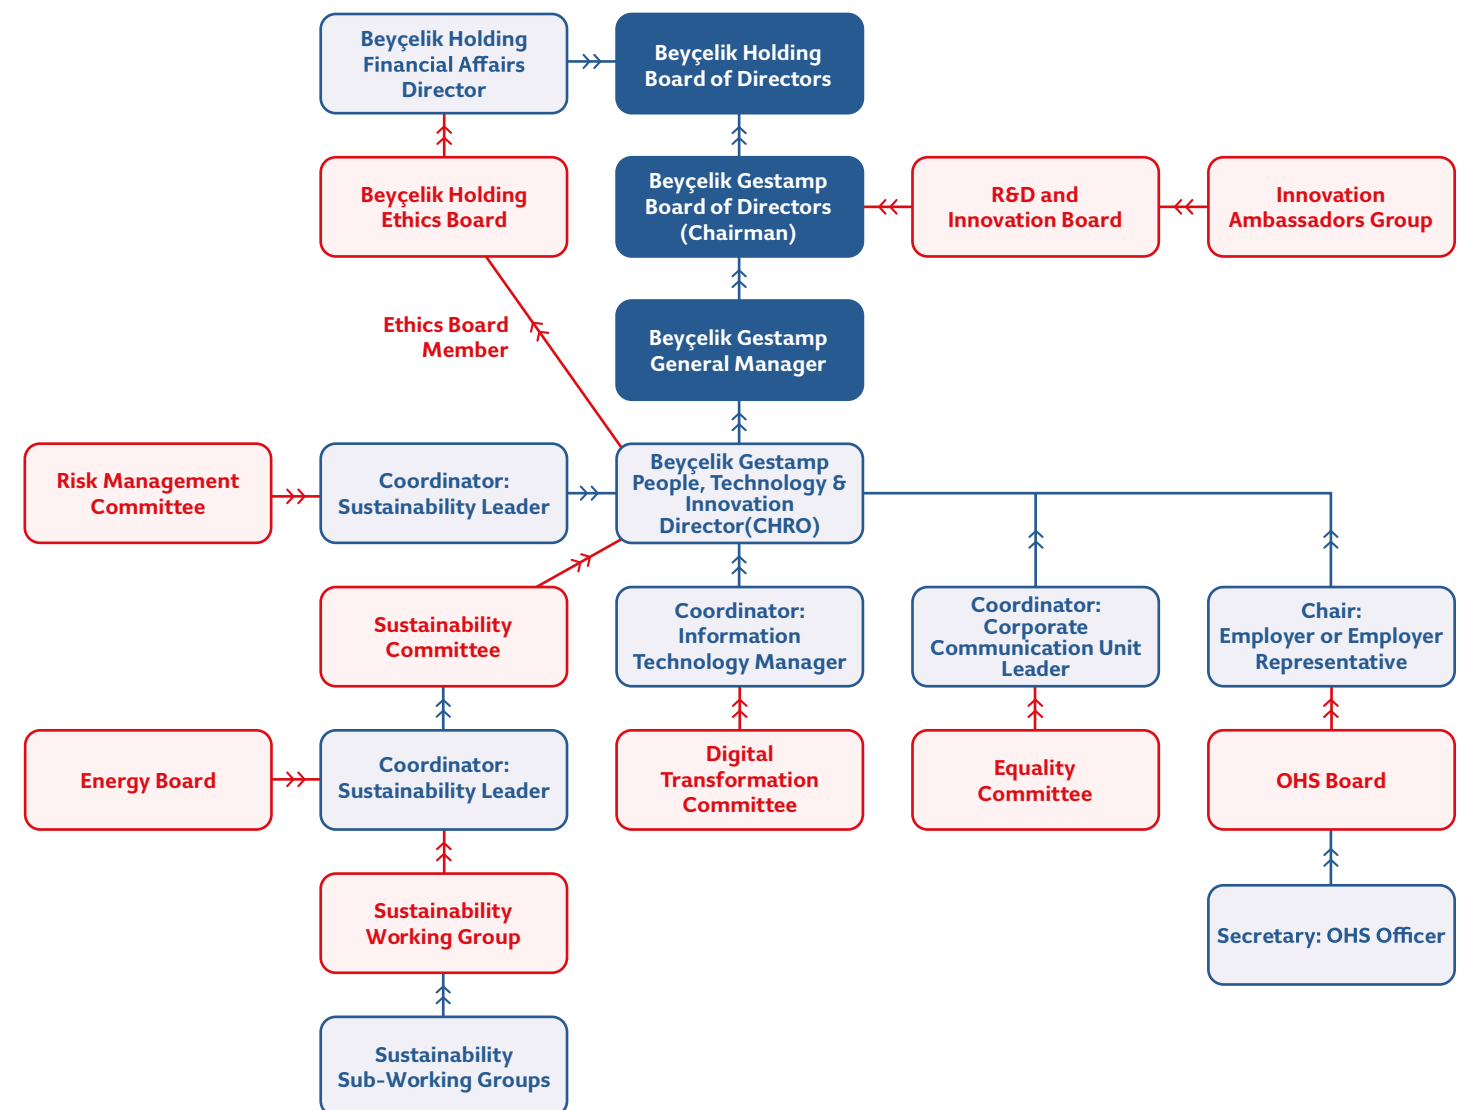 Beyçelik Holding
Financial Affairs
Director
Beyçelik Holding
Board of Directors
Beyçelik Holding
Ethics Board
Beyçelik Gestamp
Board of Directors
(Chairman)
R&D and
Innovation Board
Innovation
Ambassadors Group
Ethics Board
Member
Beyçelik Gestamp
General Manager
Risk Management
Committee
Coordinator:
Sustainability Leader
Beyçelik Gestamp
People, Technology &
Innovation
Director(CHRO)
Sustainability
Committee
Coordinator:
Information
Technology Manager
Coordinator:
Corporate
Communication Unit
Leader
Chair:
Employer or Employer
Representative
Energy Board
Coordinator:
Sustainability Leader
Digital
Transformation
Committee
Equality
Committee
OHS Board
Sustainability
Working Group
Secretary: OHS Officer
Sustainability
Sub-Working Groups